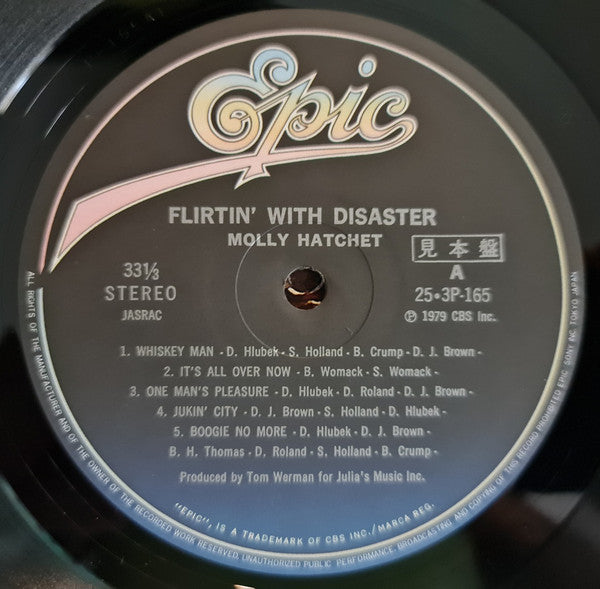 Epic
FLIRTIN' WITH DISASTER
MOLLY HATCHET
見本盤
33⅓
A
STEREO
25・3P-165
JASRAC
Ⓟ 1979 CBS Inc.
1. WHISKEY MAN - D. Hlubek - S. Holland - B. Crump - D. J. Brown -
2. IT'S ALL OVER NOW - B. Womack - S. Womack -
3. ONE MAN'S PLEASURE - D. Hlubek - D. Roland - D. J. Brown -
4. JUKIN' CITY - D. J. Brown - S. Holland - D. Hlubek -
5. BOOGIE NO MORE - D. Hlubek - D. J. Brown -
B. H. Thomas - D. Roland - S. Holland - B. Crump -
Produced by Tom Werman for Julia's Music Inc.
"EPIC", IS A TRADEMARK OF CBS INC./MARCA REG.
ALL RIGHTS OF THE MANUFACTURER AND OF THE OWNER OF THE RECORDED WORK RESERVED. UNAUTHORIZED PUBLIC PERFORMANCE, BROADCASTING, AND COPYING OF THIS RECORD PROHIBITED EPIC SONY INC TOKYO JAPAN